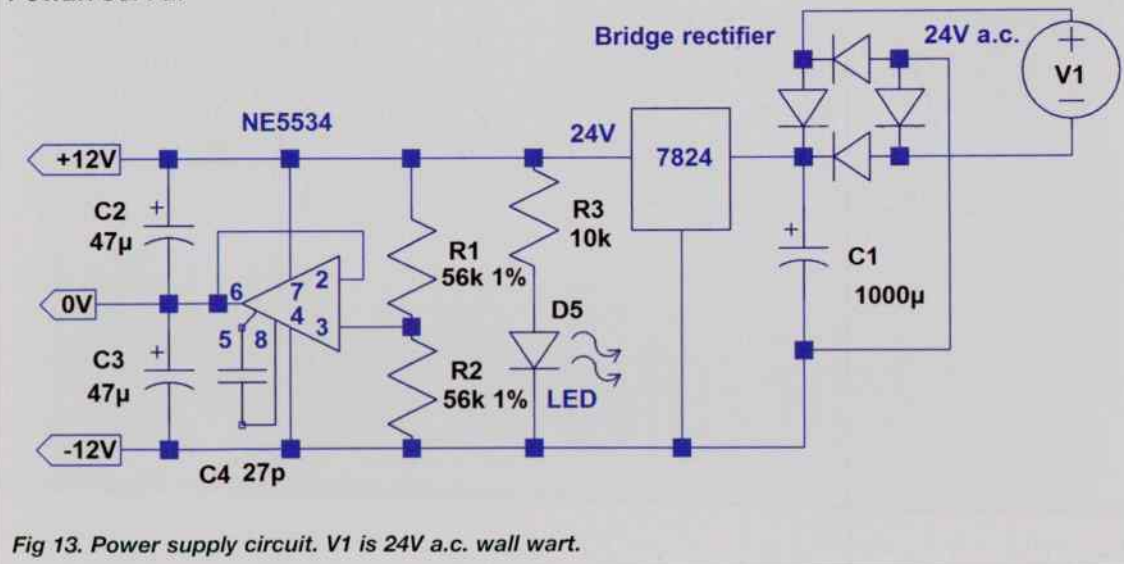 Bridge rectifier
24V a.c.
+
V1
−
NE5534
24V
7824
+12V
+
C2
47µ
R3
10k
+
C1
1000µ
R1
56k 1%
0V
6
7
2
4
3
5
8
D5
+
C3
47µ
R2
56k 1%
LED
-12V
C4 27p
Fig 13. Power supply circuit. V1 is 24V a.c. wall wart.